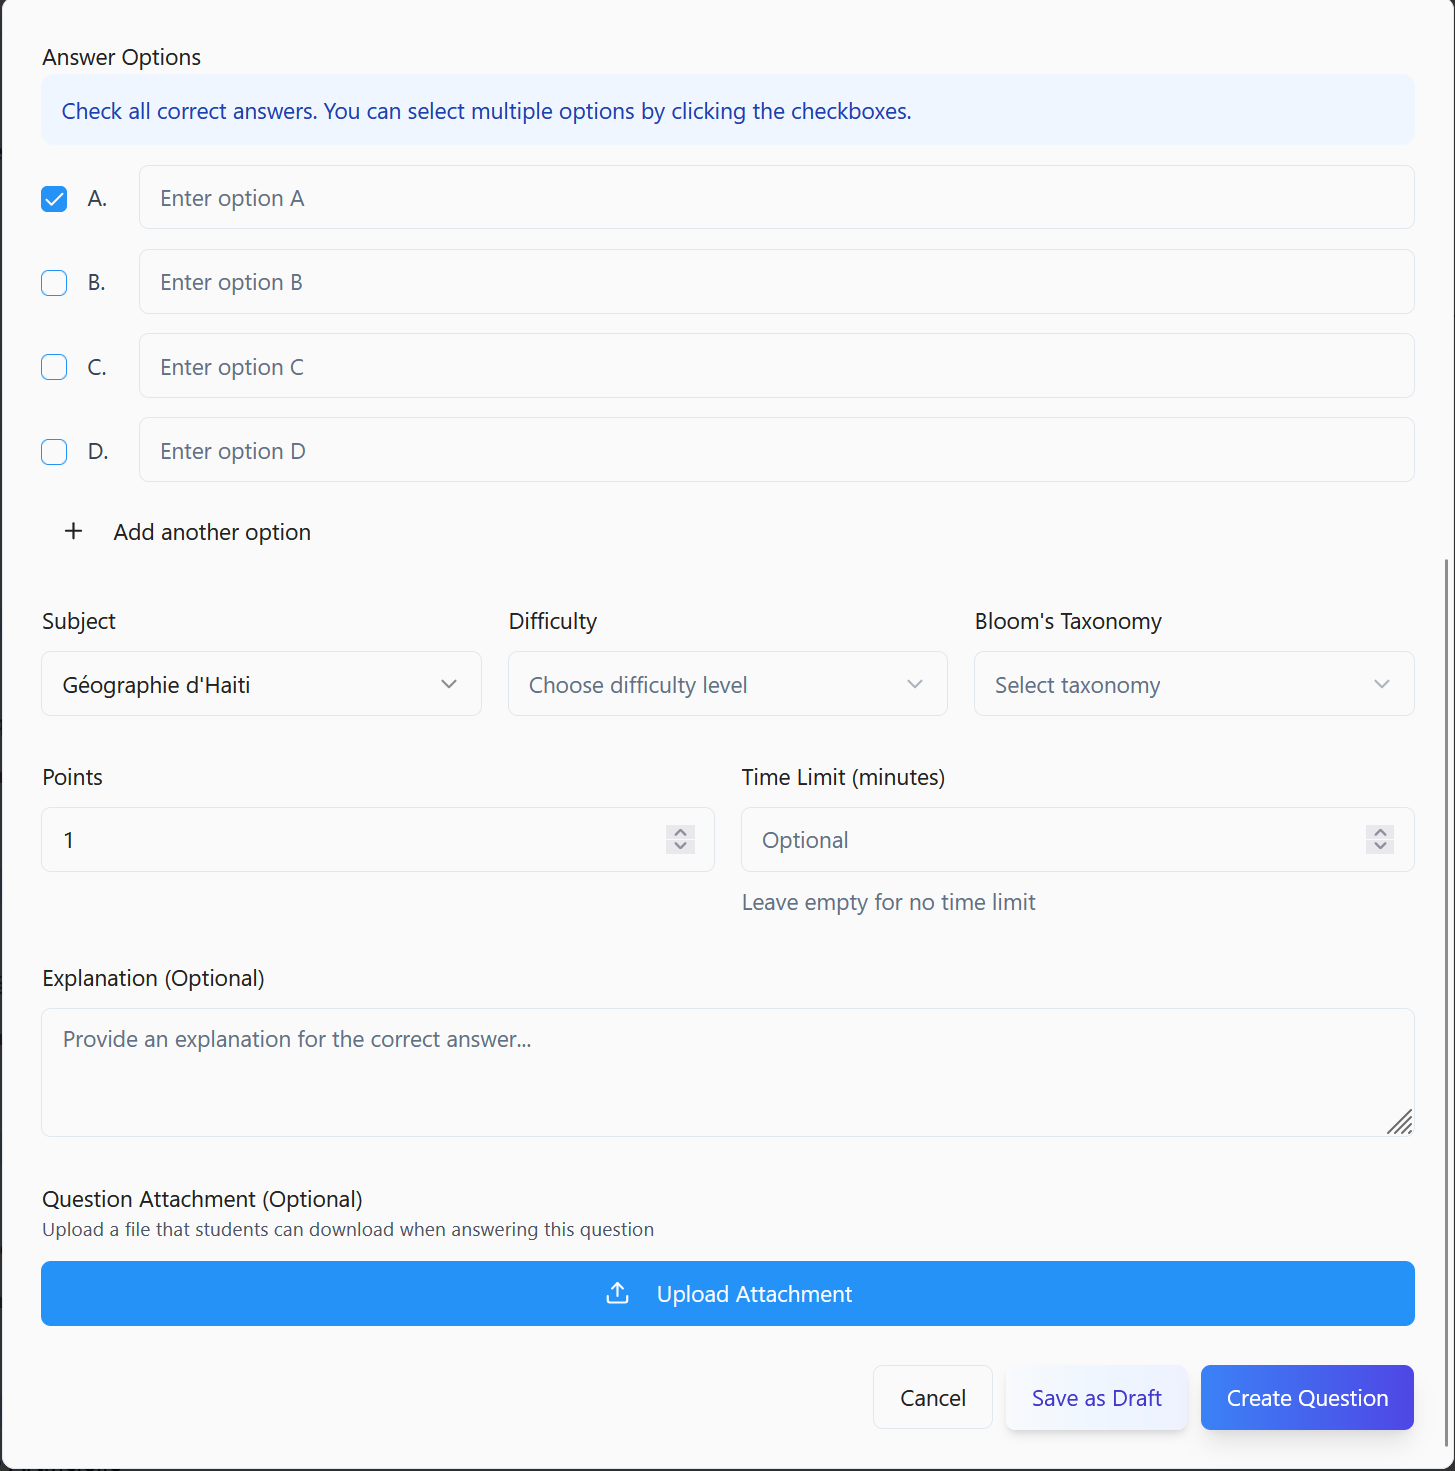 Answer Options
Check all correct answers. You can select multiple options by clicking the checkboxes.
A. Enter option A
B. Enter option B
C. Enter option C
D. Enter option D
+ Add another option
Subject Difficulty Bloom's Taxonomy
Géographie d'Haiti Choose difficulty level Select taxonomy
Points Time Limit (minutes)
1 Optional
Leave empty for no time limit
Explanation (Optional)
Provide an explanation for the correct answer...
Question Attachment (Optional)
Upload a file that students can download when answering this question
Upload Attachment
Cancel Save as Draft Create Question